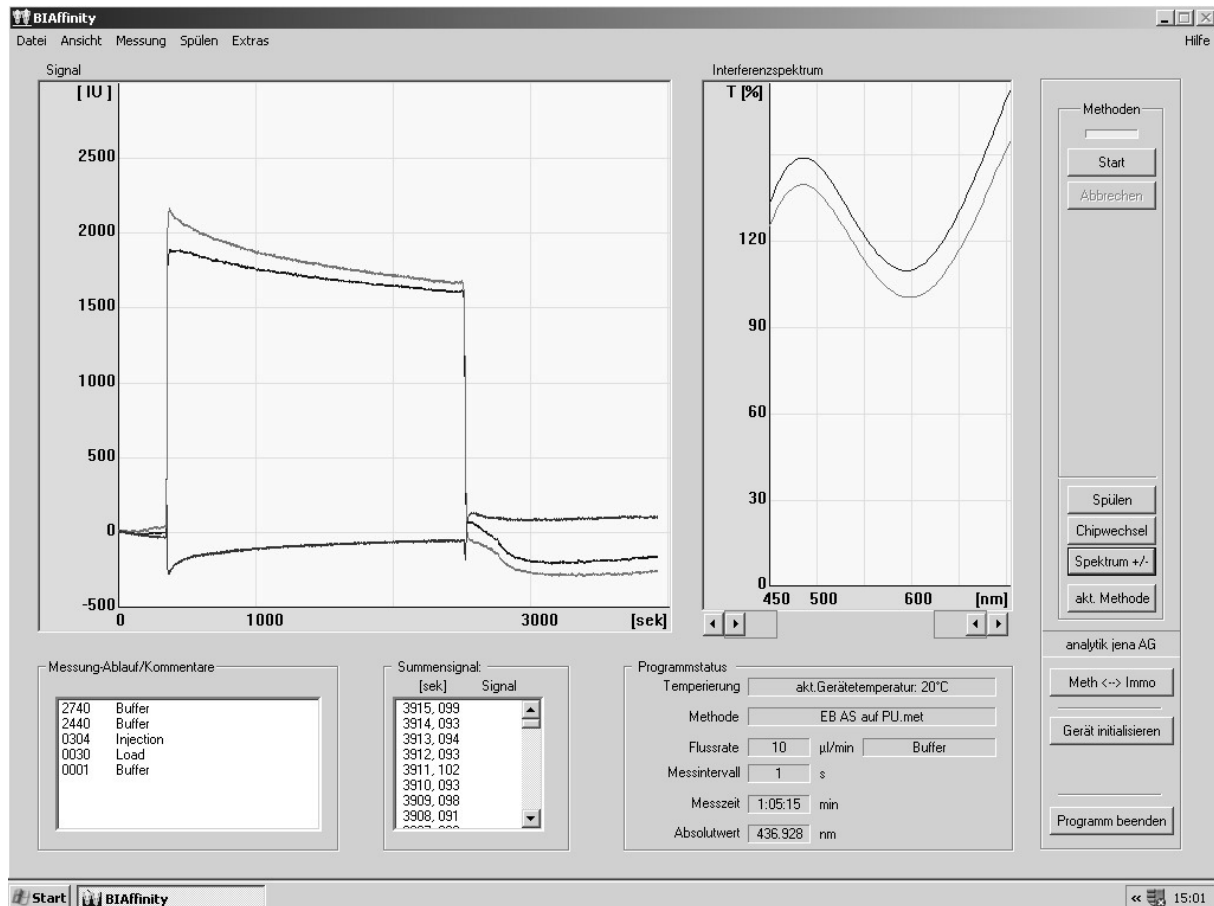 BIAffinity
Datei Ansicht Messung Spülen Extras Hilfe
Signal
[ IU ]
2500
2000
1500
1000
500
0
-500
0 1000 3000 [sek]
Interferenzspektrum
T [%]
120
90
60
30
0
450 500 600 [nm]
Methoden
Start
Abbrechen
Spülen
Chipwechsel
Spektrum +/-
akt. Methode
analytik jena AG
Meth <--> Immo
Gerät initialisieren
Programm beenden
Messung-Ablauf/Kommentare
2740 Buffer
2440 Buffer
0304 Injection
0030 Load
0001 Buffer
Summensignal:
[sek] Signal
3915, 099
3914, 093
3913, 094
3912, 093
3911, 102
3910, 093
3909, 098
3908, 091
Programmstatus
Temperierung akt.Gerätetemperatur: 20°C
Methode EB AS auf PU.met
Flussrate 10 µl/min Buffer
Messintervall 1 s
Messzeit 1:05:15 min
Absolutwert 436.928 nm
Start BIAffinity « 15:01